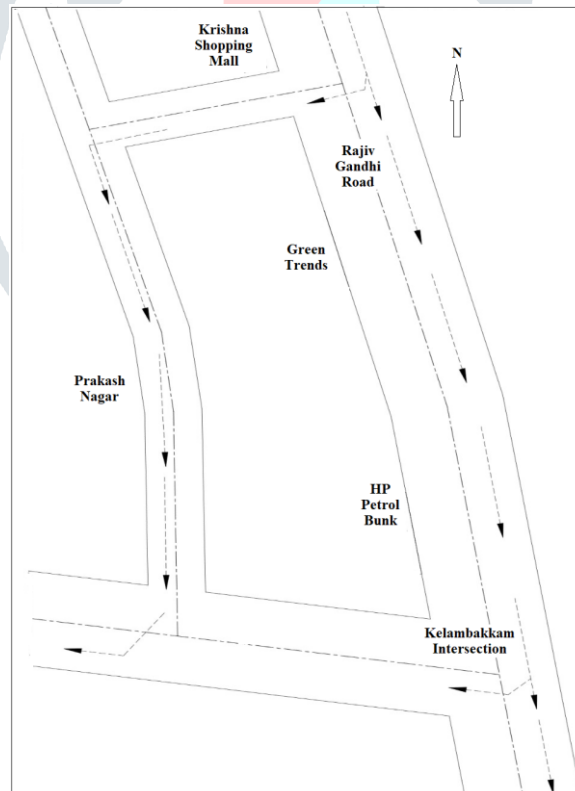 Krishna
Shopping
Mall
N
Rajiv
Gandhi
Road
Green
Trends
Prakash
Nagar
HP
Petrol
Bunk
Kelambakkam
Intersection